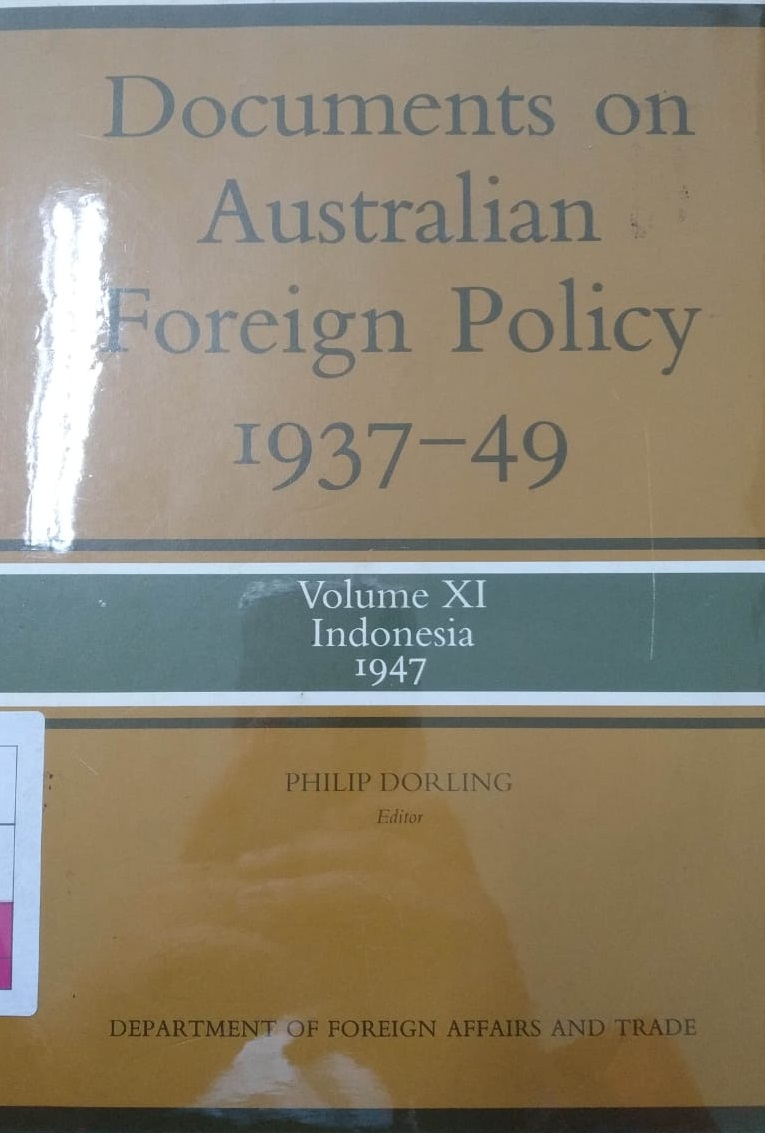 Documents on
Australian
Foreign Policy
1937–49
Volume XI
Indonesia
1947
PHILIP DORLING
Editor
DEPARTMENT OF FOREIGN AFFAIRS AND TRADE